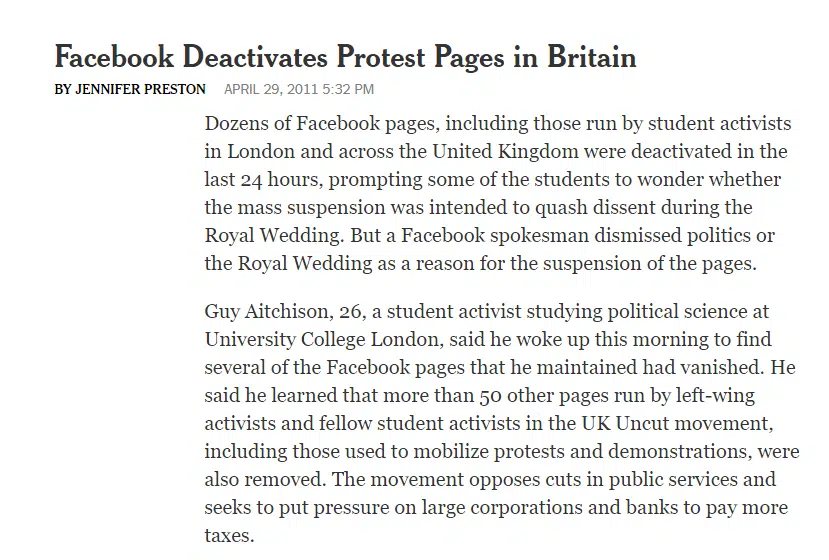 Facebook Deactivates Protest Pages in Britain
BY JENNIFER PRESTON APRIL 29, 2011 5:32 PM
Dozens of Facebook pages, including those run by student activists
in London and across the United Kingdom were deactivated in the
last 24 hours, prompting some of the students to wonder whether
the mass suspension was intended to quash dissent during the
Royal Wedding. But a Facebook spokesman dismissed politics or
the Royal Wedding as a reason for the suspension of the pages.
Guy Aitchison, 26, a student activist studying political science at
University College London, said he woke up this morning to find
several of the Facebook pages that he maintained had vanished. He
said he learned that more than 50 other pages run by left-wing
activists and fellow student activists in the UK Uncut movement,
including those used to mobilize protests and demonstrations, were
also removed. The movement opposes cuts in public services and
seeks to put pressure on large corporations and banks to pay more
taxes.